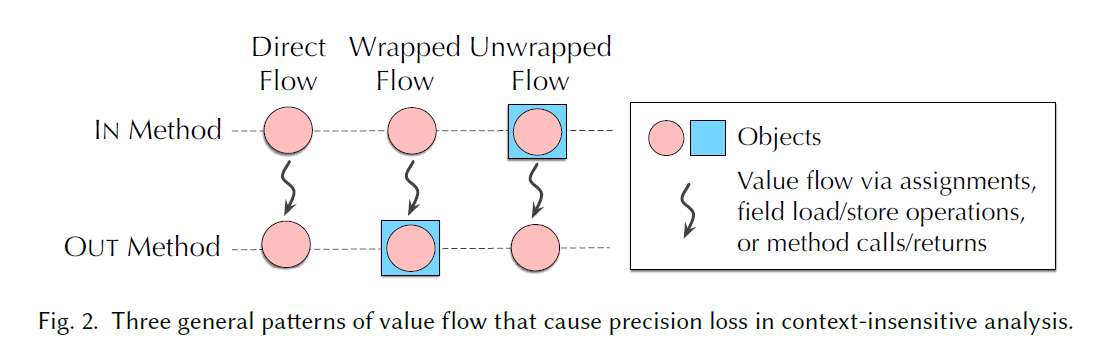 Direct Flow
Wrapped Flow
Unwrapped Flow
IN Method
OUT Method
Objects
Value flow via assignments,
field load/store operations,
or method calls/returns
Fig. 2. Three general patterns of value flow that cause precision loss in context-insensitive analysis.